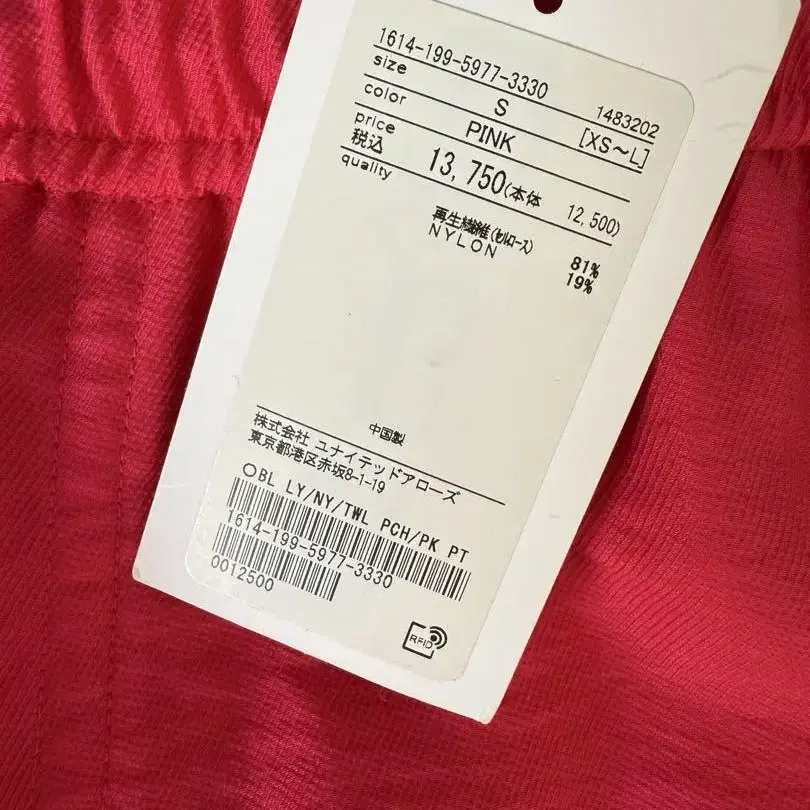 1614-199-5977-3330
size S 1483202
color PINK [XS~L]
price
税込 13,750(本体 12,500)
quality
再生繊維(セルロース) 81%
NYLON 19%
中国製
株式会社 ユナイテッドアローズ
東京都港区赤坂8-1-19
OBL LY/NY/TWL PCH/PK PT
1614-199-5977-3330
0012500
RFID